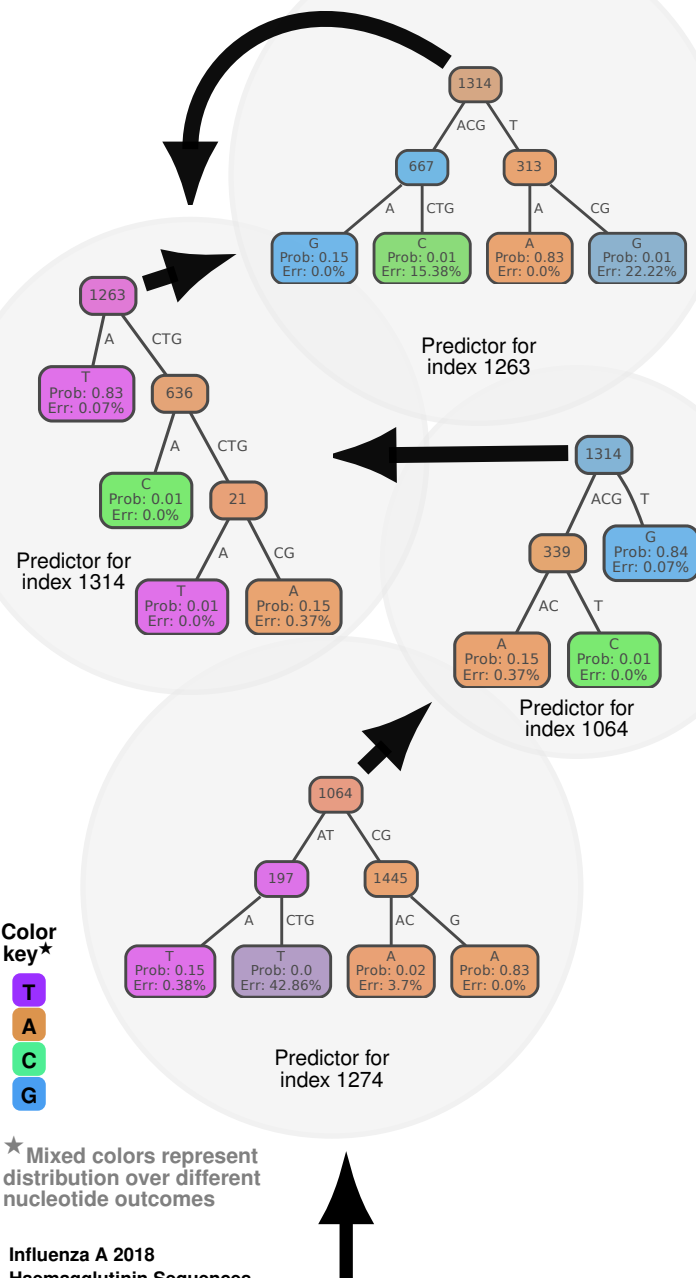 1314
ACG T
667 313
A CTG A CG
G
Prob: 0.15
Err: 0.0%
C
Prob: 0.01
Err: 15.38%
A
Prob: 0.83
Err: 0.0%
G
Prob: 0.01
Err: 22.22%
Predictor for
index 1263
1263
A CTG
T
Prob: 0.83
Err: 0.07%
636
A CTG
C
Prob: 0.01
Err: 0.0%
21
A CG
T
Prob: 0.01
Err: 0.0%
A
Prob: 0.15
Err: 0.37%
Predictor for
index 1314
1314
ACG T
339
G
Prob: 0.84
Err: 0.07%
AC T
A
Prob: 0.15
Err: 0.37%
C
Prob: 0.01
Err: 0.0%
Predictor for
index 1064
1064
AT CG
197 1445
A CTG AC G
T
Prob: 0.15
Err: 0.38%
T
Prob: 0.0
Err: 42.86%
A
Prob: 0.02
Err: 3.7%
A
Prob: 0.83
Err: 0.0%
Predictor for
index 1274
Color
key★
T
A
C
G
★Mixed colors represent
distribution over different
nucleotide outcomes
Influenza A 2018
Haemagglutinin Sequences